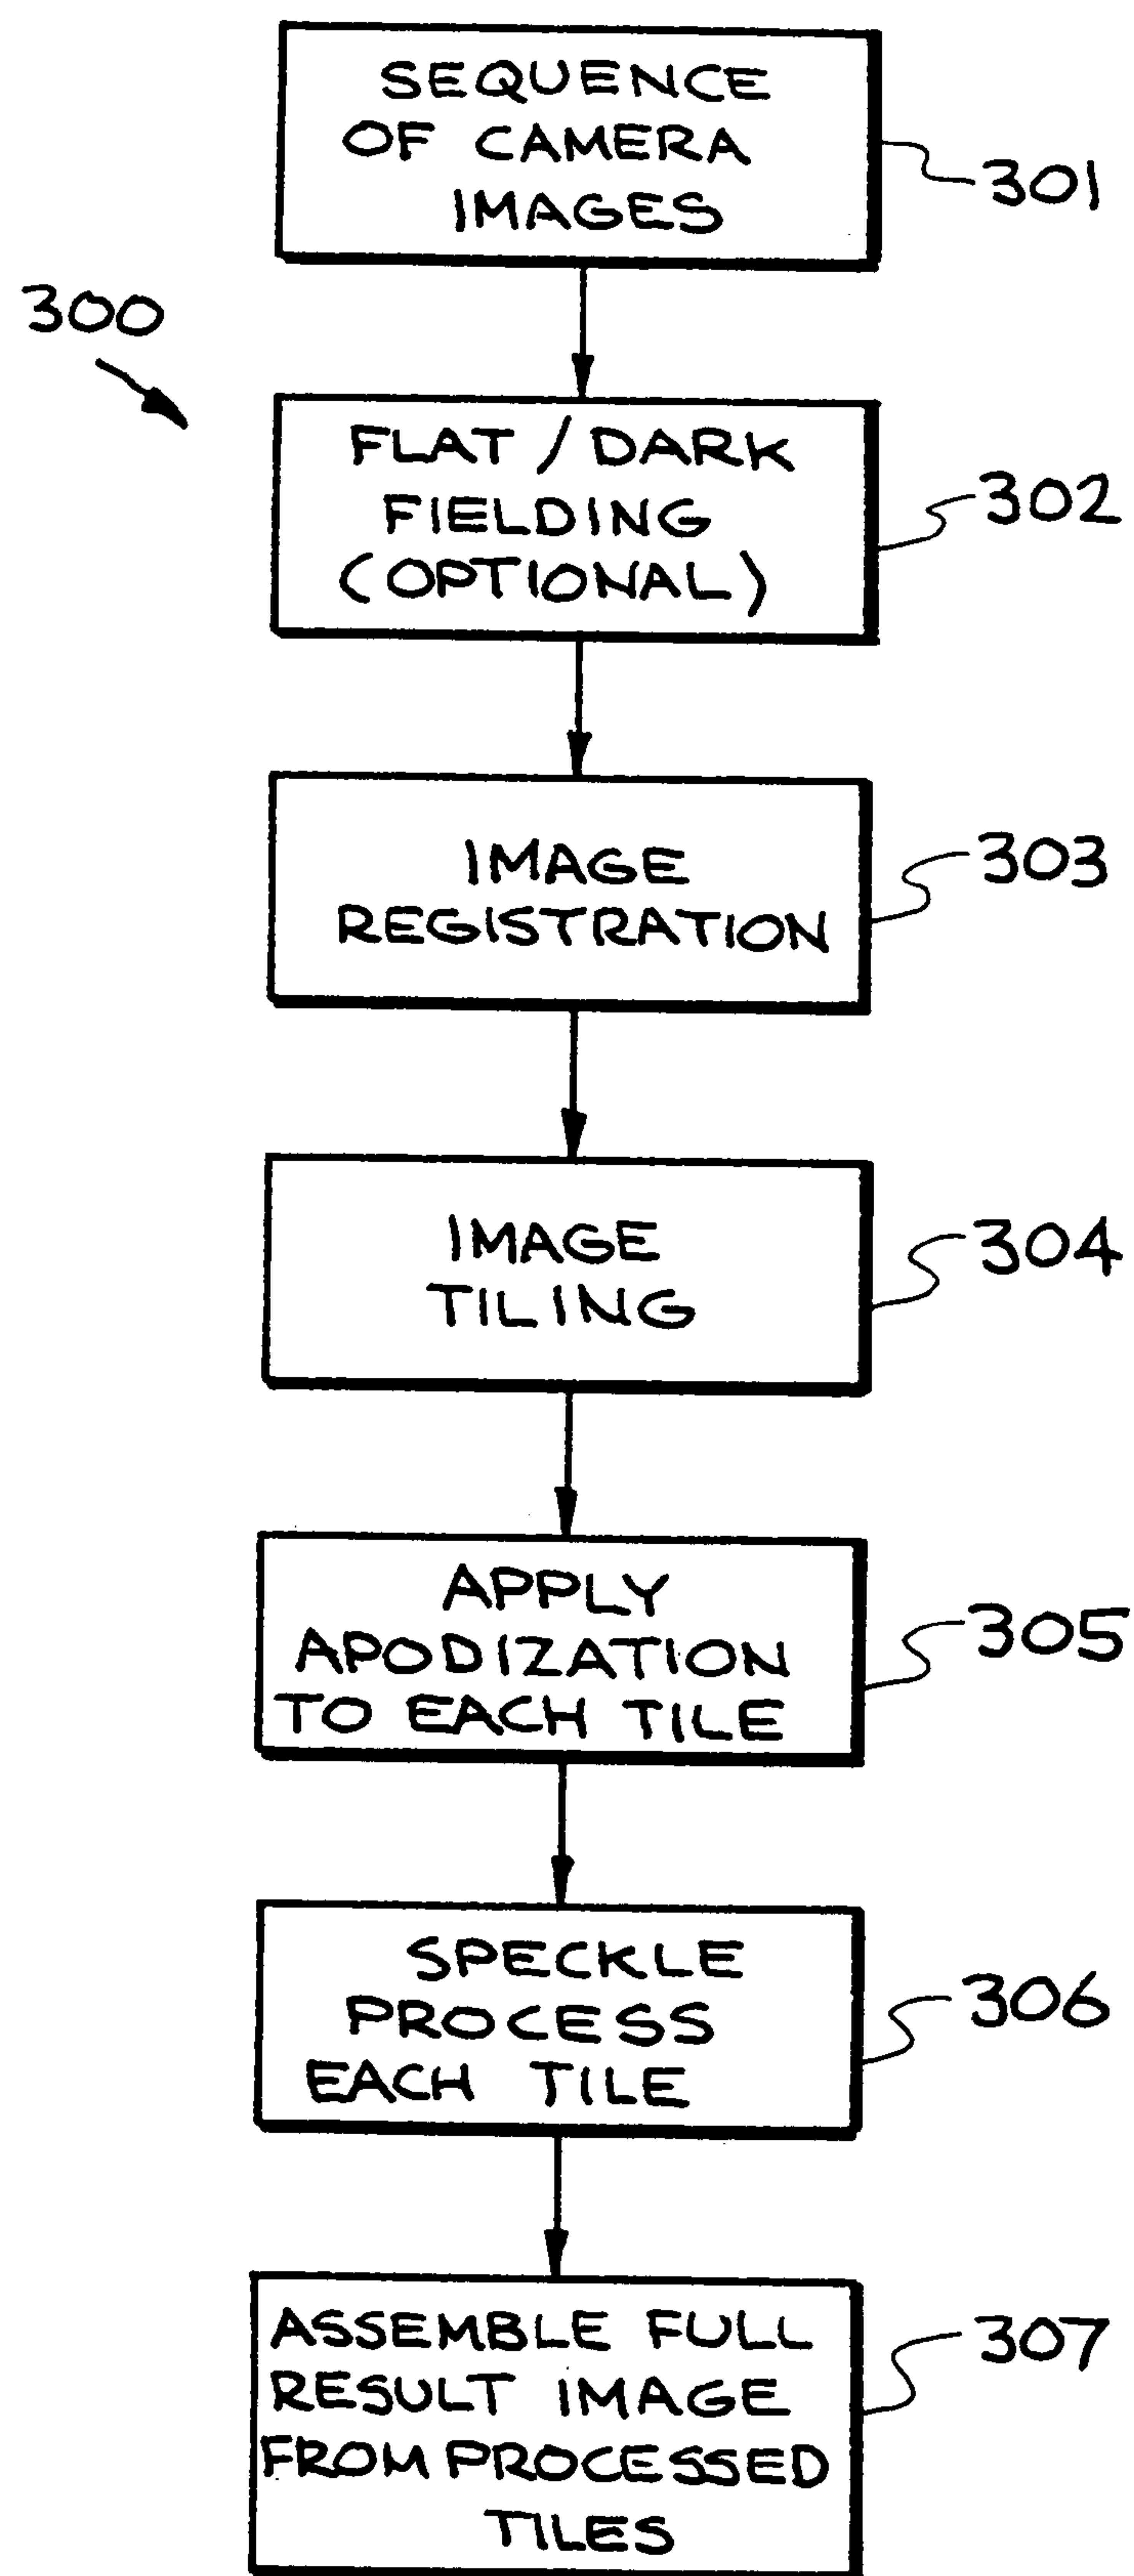 SEQUENCE
OF CAMERA
IMAGES
301
300
FLAT / DARK
FIELDING
(OPTIONAL)
302
IMAGE
REGISTRATION
303
IMAGE
TILING
304
APPLY
APODIZATION
TO EACH TILE
305
SPECKLE
PROCESS
EACH TILE
306
ASSEMBLE FULL
RESULT IMAGE
FROM PROCESSED
TILES
307